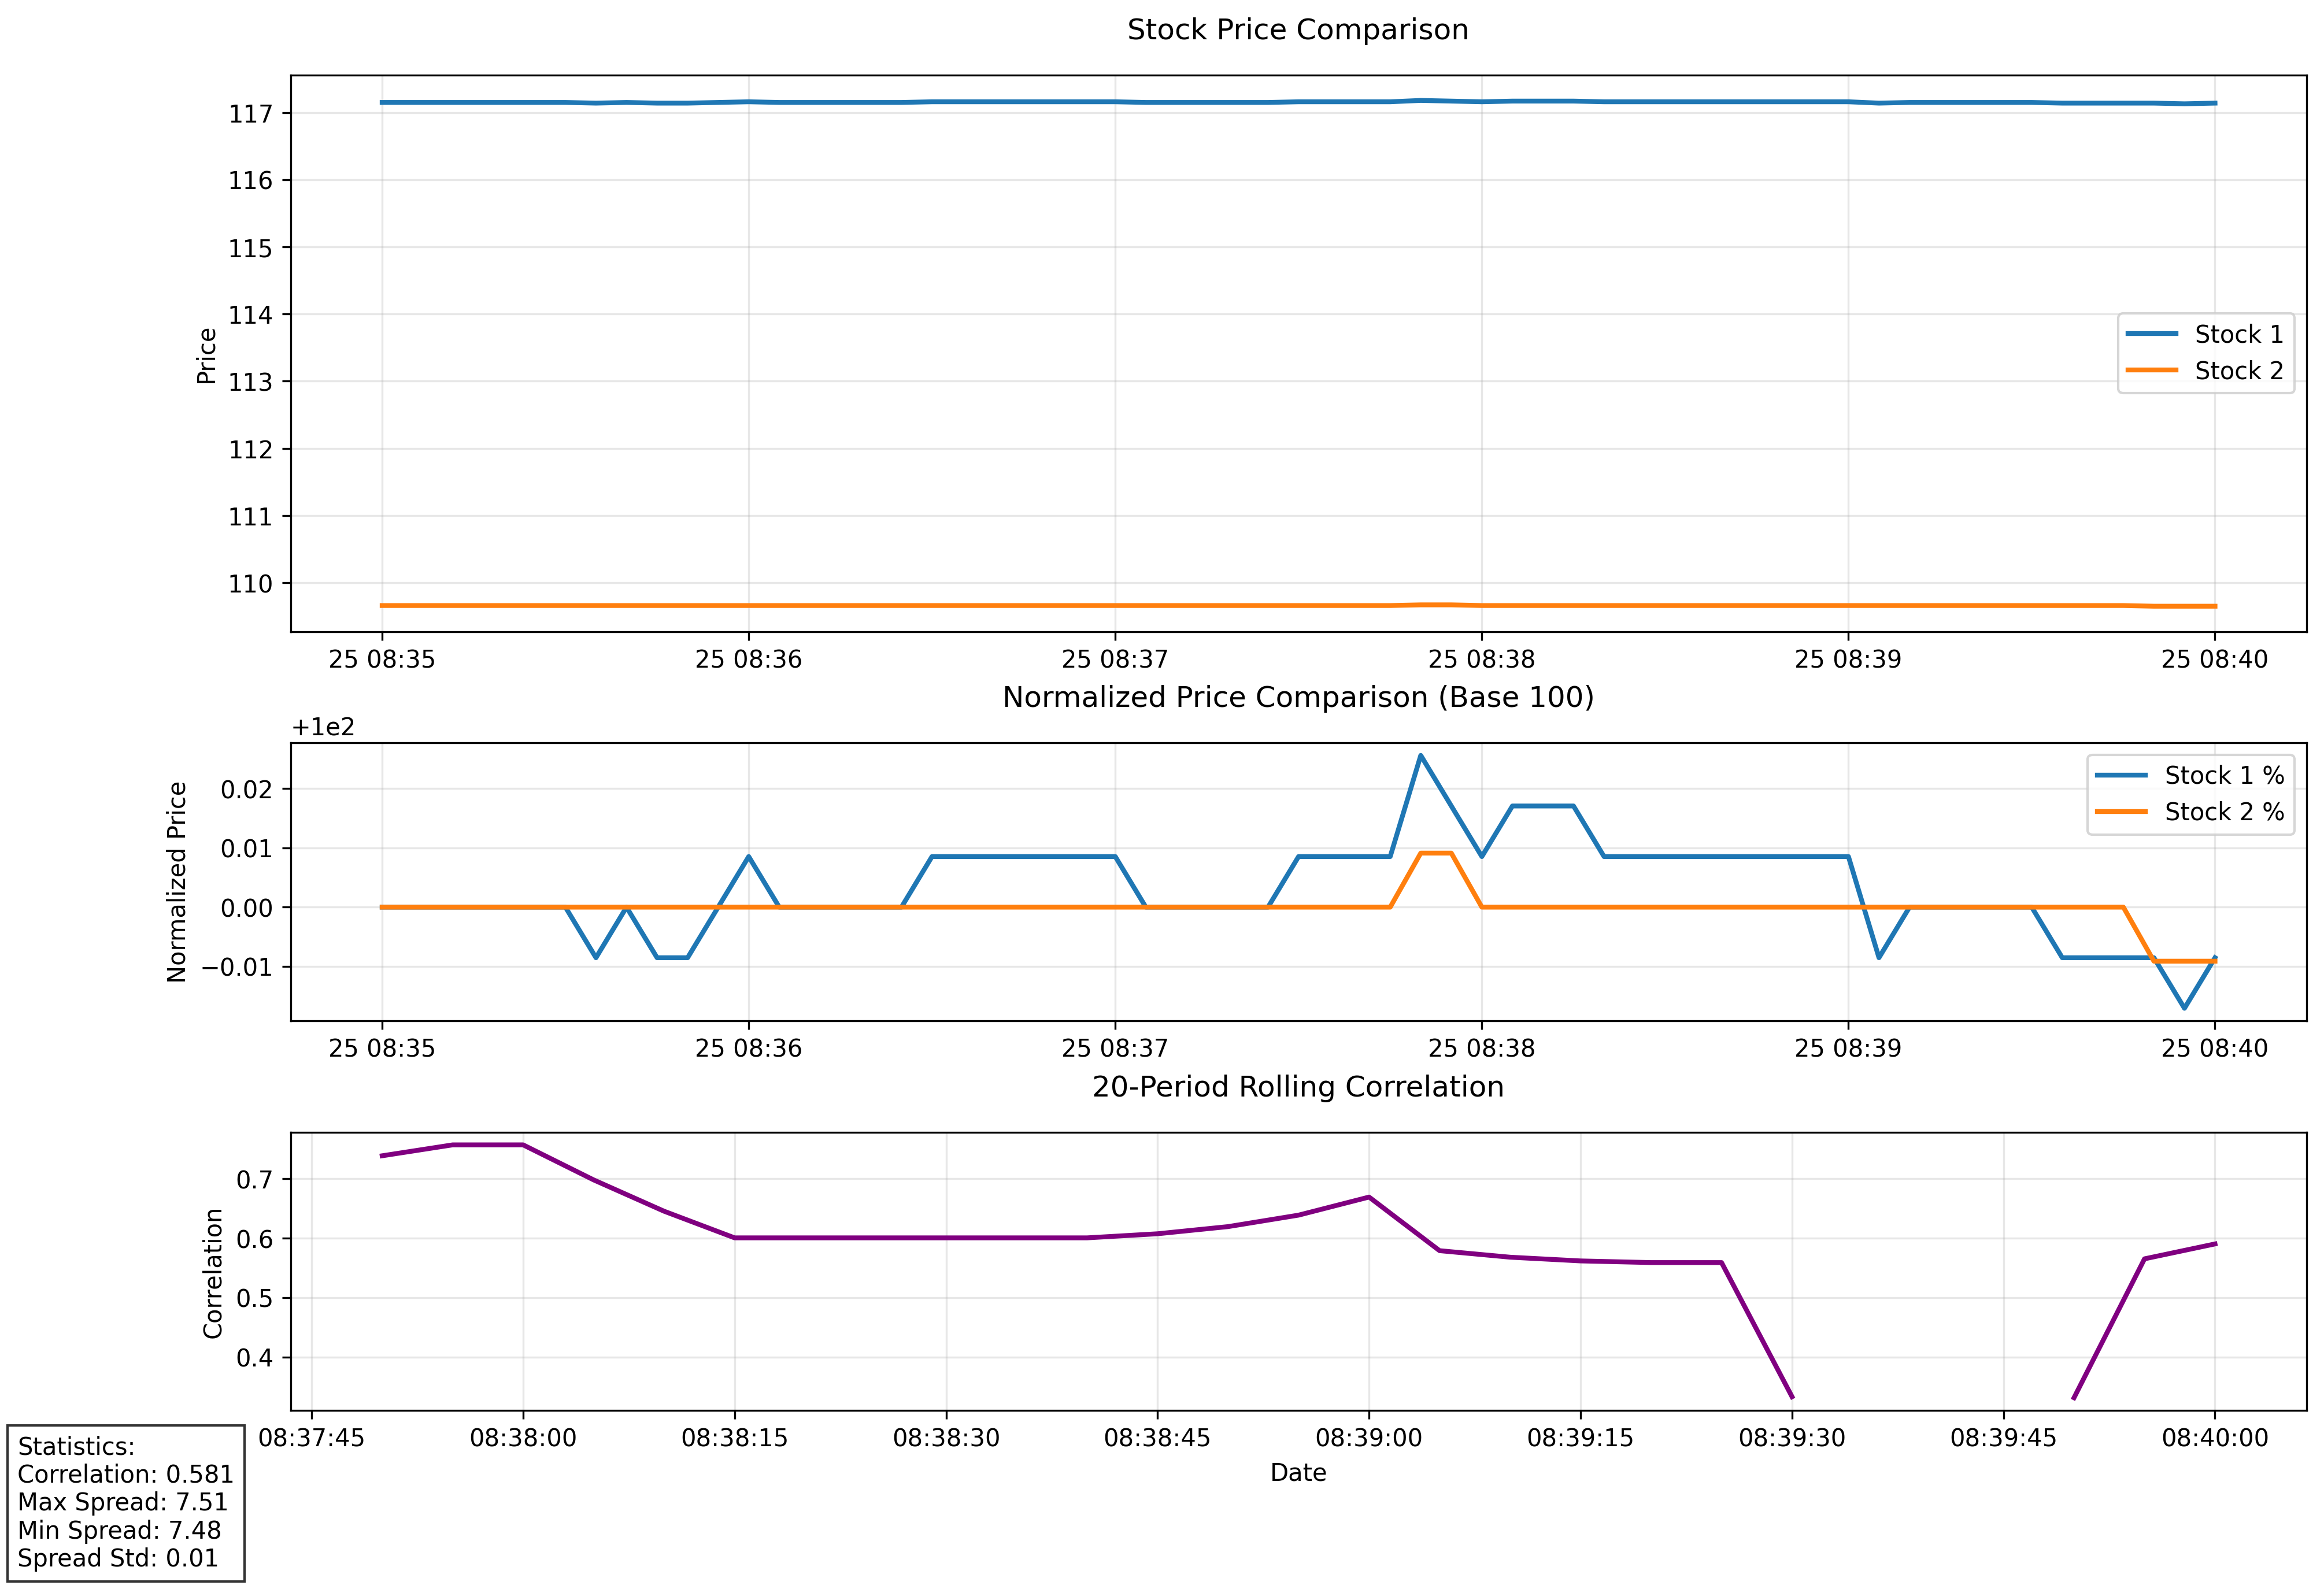 Stock Price Comparison
117
116
115
114
113
112
111
110
Price
Stock 1
Stock 2
25 08:35 25 08:36 25 08:37 25 08:38 25 08:39 25 08:40
Normalized Price Comparison (Base 100)
+1e2
0.02
0.01
0.00
−0.01
Normalized Price
Stock 1 %
Stock 2 %
25 08:35 25 08:36 25 08:37 25 08:38 25 08:39 25 08:40
20-Period Rolling Correlation
0.7
0.6
0.5
0.4
Correlation
08:37:45 08:38:00 08:38:15 08:38:30 08:38:45 08:39:00 08:39:15 08:39:30 08:39:45 08:40:00
Date
Statistics:
Correlation: 0.581
Max Spread: 7.51
Min Spread: 7.48
Spread Std: 0.01